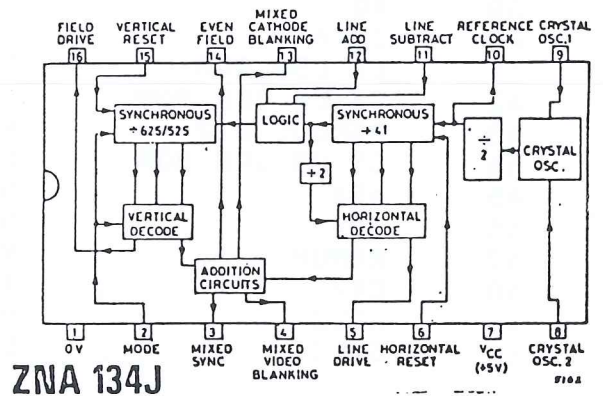 FIELD DRIVE
VERTICAL RESET
EVEN FIELD
MIXED CATHODE BLANKING
LINE ADD
LINE SUBTRACT
REFERENCE CLOCK
CRYSTAL OSC.1
16
15
14
13
12
11
10
9
SYNCHRONOUS
÷ 625/525
LOGIC
SYNCHRONOUS
÷ 41
÷
2
CRYSTAL
OSC.
÷ 2
VERTICAL
DECODE
HORIZONTAL
DECODE
ADDITION
CIRCUITS
1
2
3
4
5
6
7
8
0V
MODE
MIXED SYNC
MIXED VIDEO BLANKING
LINE DRIVE
HORIZONTAL RESET
VCC (+5V)
CRYSTAL OSC. 2
ZNA 134J